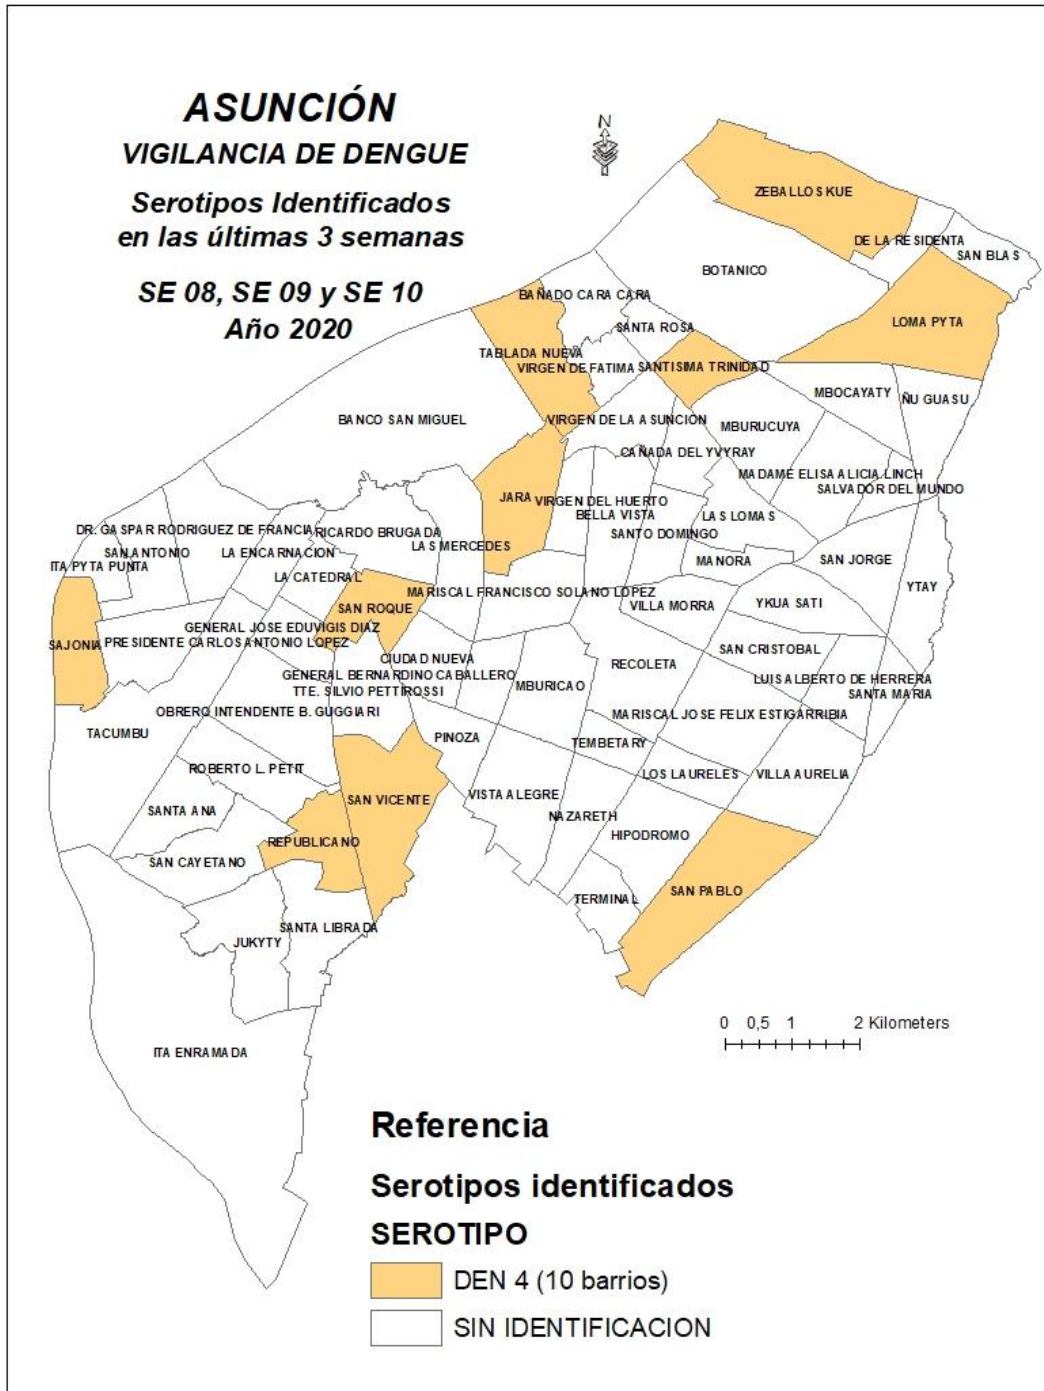 ASUNCIÓN
VIGILANCIA DE DENGUE
Serotipos Identificados
en las últimas 3 semanas
SE 08, SE 09 y SE 10
Año 2020
N
ZEBALLOS KUE
DE LA RESIDENTA
SAN BLAS
BOTANICO
BAÑADO CARA CARA
LOMA PYTA
SANTA ROSA
TABLADA NUEVA
VIRGEN DE FATIMA
SANTISIMA TRINIDAD
MBOCAYATY
ÑU GUASU
BANCO SAN MIGUEL
VIRGEN DE LA ASUNCIÓN
MBURUCUYA
CAÑADA DEL YVYRAY
MADAME ELISA ALICIA LINCH
SALVADOR DEL MUNDO
JARA
VIRGEN DEL HUERTO
BELLA VISTA
LAS LOMAS
DR. GASPAR RODRIGUEZ DE FRANCIA
RICARDO BRUGADA
SANTO DOMINGO
SAN ANTONIO
LA ENCARNACION
LAS MERCEDES
MANORA
SAN JORGE
ITA PYTA PUNTA
LA CATEDRAL
MARISCAL FRANCISCO SOLANO LOPEZ
YTAY
SAN ROQUE
VILLA MORRA
YKUA SATI
GENERAL JOSE EDUVIGIS DIAZ
SAJONIA
PRESIDENTE CARLOS ANTONIO LOPEZ
SAN CRISTOBAL
CIUDAD NUEVA
RECOLETA
GENERAL BERNARDINO CABALLERO
LUIS ALBERTO DE HERRERA
TTE. SILVIO PETTIROSSI
MBURICAO
SANTA MARIA
OBRERO INTENDENTE B. GUGGIARI
MARISCAL JOSE FELIX ESTIGARRIBIA
TACUMBU
PINOZA
TEMBETARY
ROBERTO L. PETIT
LOS LAURELES
VILLA AURELIA
SAN VICENTE
VISTA ALEGRE
SANTA ANA
NAZARETH
HIPODROMO
REPUBLICANO
SAN CAYETANO
SAN PABLO
TERMINAL
SANTA LIBRADA
JUKYTY
0 0,5 1 2 Kilometers
ITA ENRAMADA
Referencia
Serotipos identificados
SEROTIPO
DEN 4 (10 barrios)
SIN IDENTIFICACION